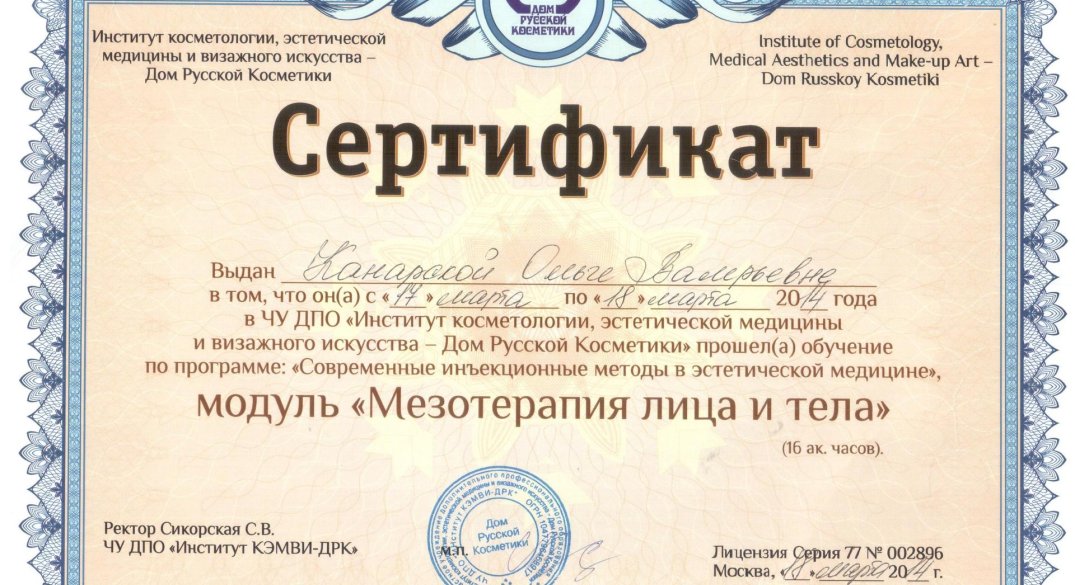 ДОМ
РУССКОЙ
КОСМЕТИКИ
Институт косметологии, эстетической
медицины и визажного искусства –
Дом Русской Косметики
Institute of Cosmetology,
Medical Aesthetics and Make-up Art –
Dom Russkoy Kosmetiki
Сертификат
Выдан Канарской Ольге Валерьевне
в том, что он(а) с «17» марта по «18» марта 2014 года
в ЧУ ДПО «Институт косметологии, эстетической медицины
и визажного искусства – Дом Русской Косметики» прошел(а) обучение
по программе: «Современные инъекционные методы в эстетической медицине»,
модуль «Мезотерапия лица и тела»
(16 ак. часов).
Ректор Сикорская С.В.
ЧУ ДПО «Институт КЭМВИ-ДРК»
м.п.
Дом
Русской
Косметики
Лицензия Серия 77 № 002896
Москва, «18» марта 2014 г.